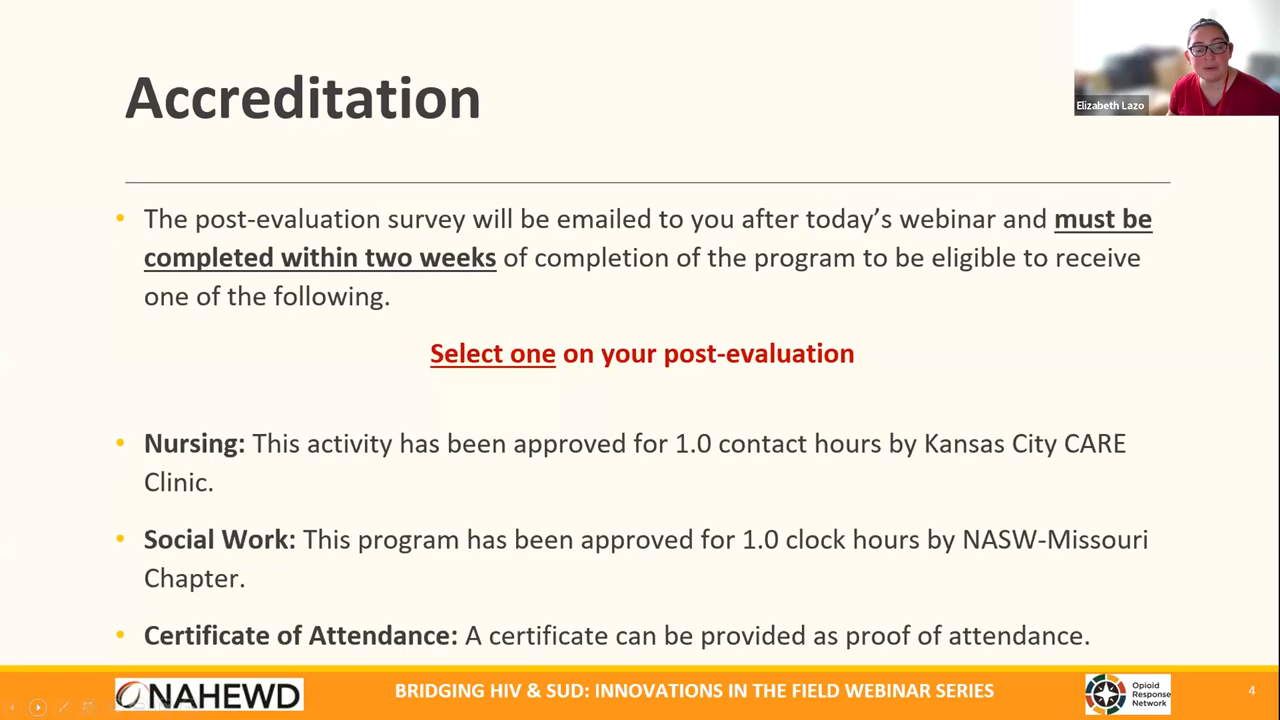 Accreditation
Elizabeth Lazo
• The post-evaluation survey will be emailed to you after today’s webinar and must be
completed within two weeks of completion of the program to be eligible to receive
one of the following.
Select one on your post-evaluation
• Nursing: This activity has been approved for 1.0 contact hours by Kansas City CARE
Clinic.
• Social Work: This program has been approved for 1.0 clock hours by NASW-Missouri
Chapter.
• Certificate of Attendance: A certificate can be provided as proof of attendance.
NAHEWD
BRIDGING HIV & SUD: INNOVATIONS IN THE FIELD WEBINAR SERIES
Opioid
Response
Network
4